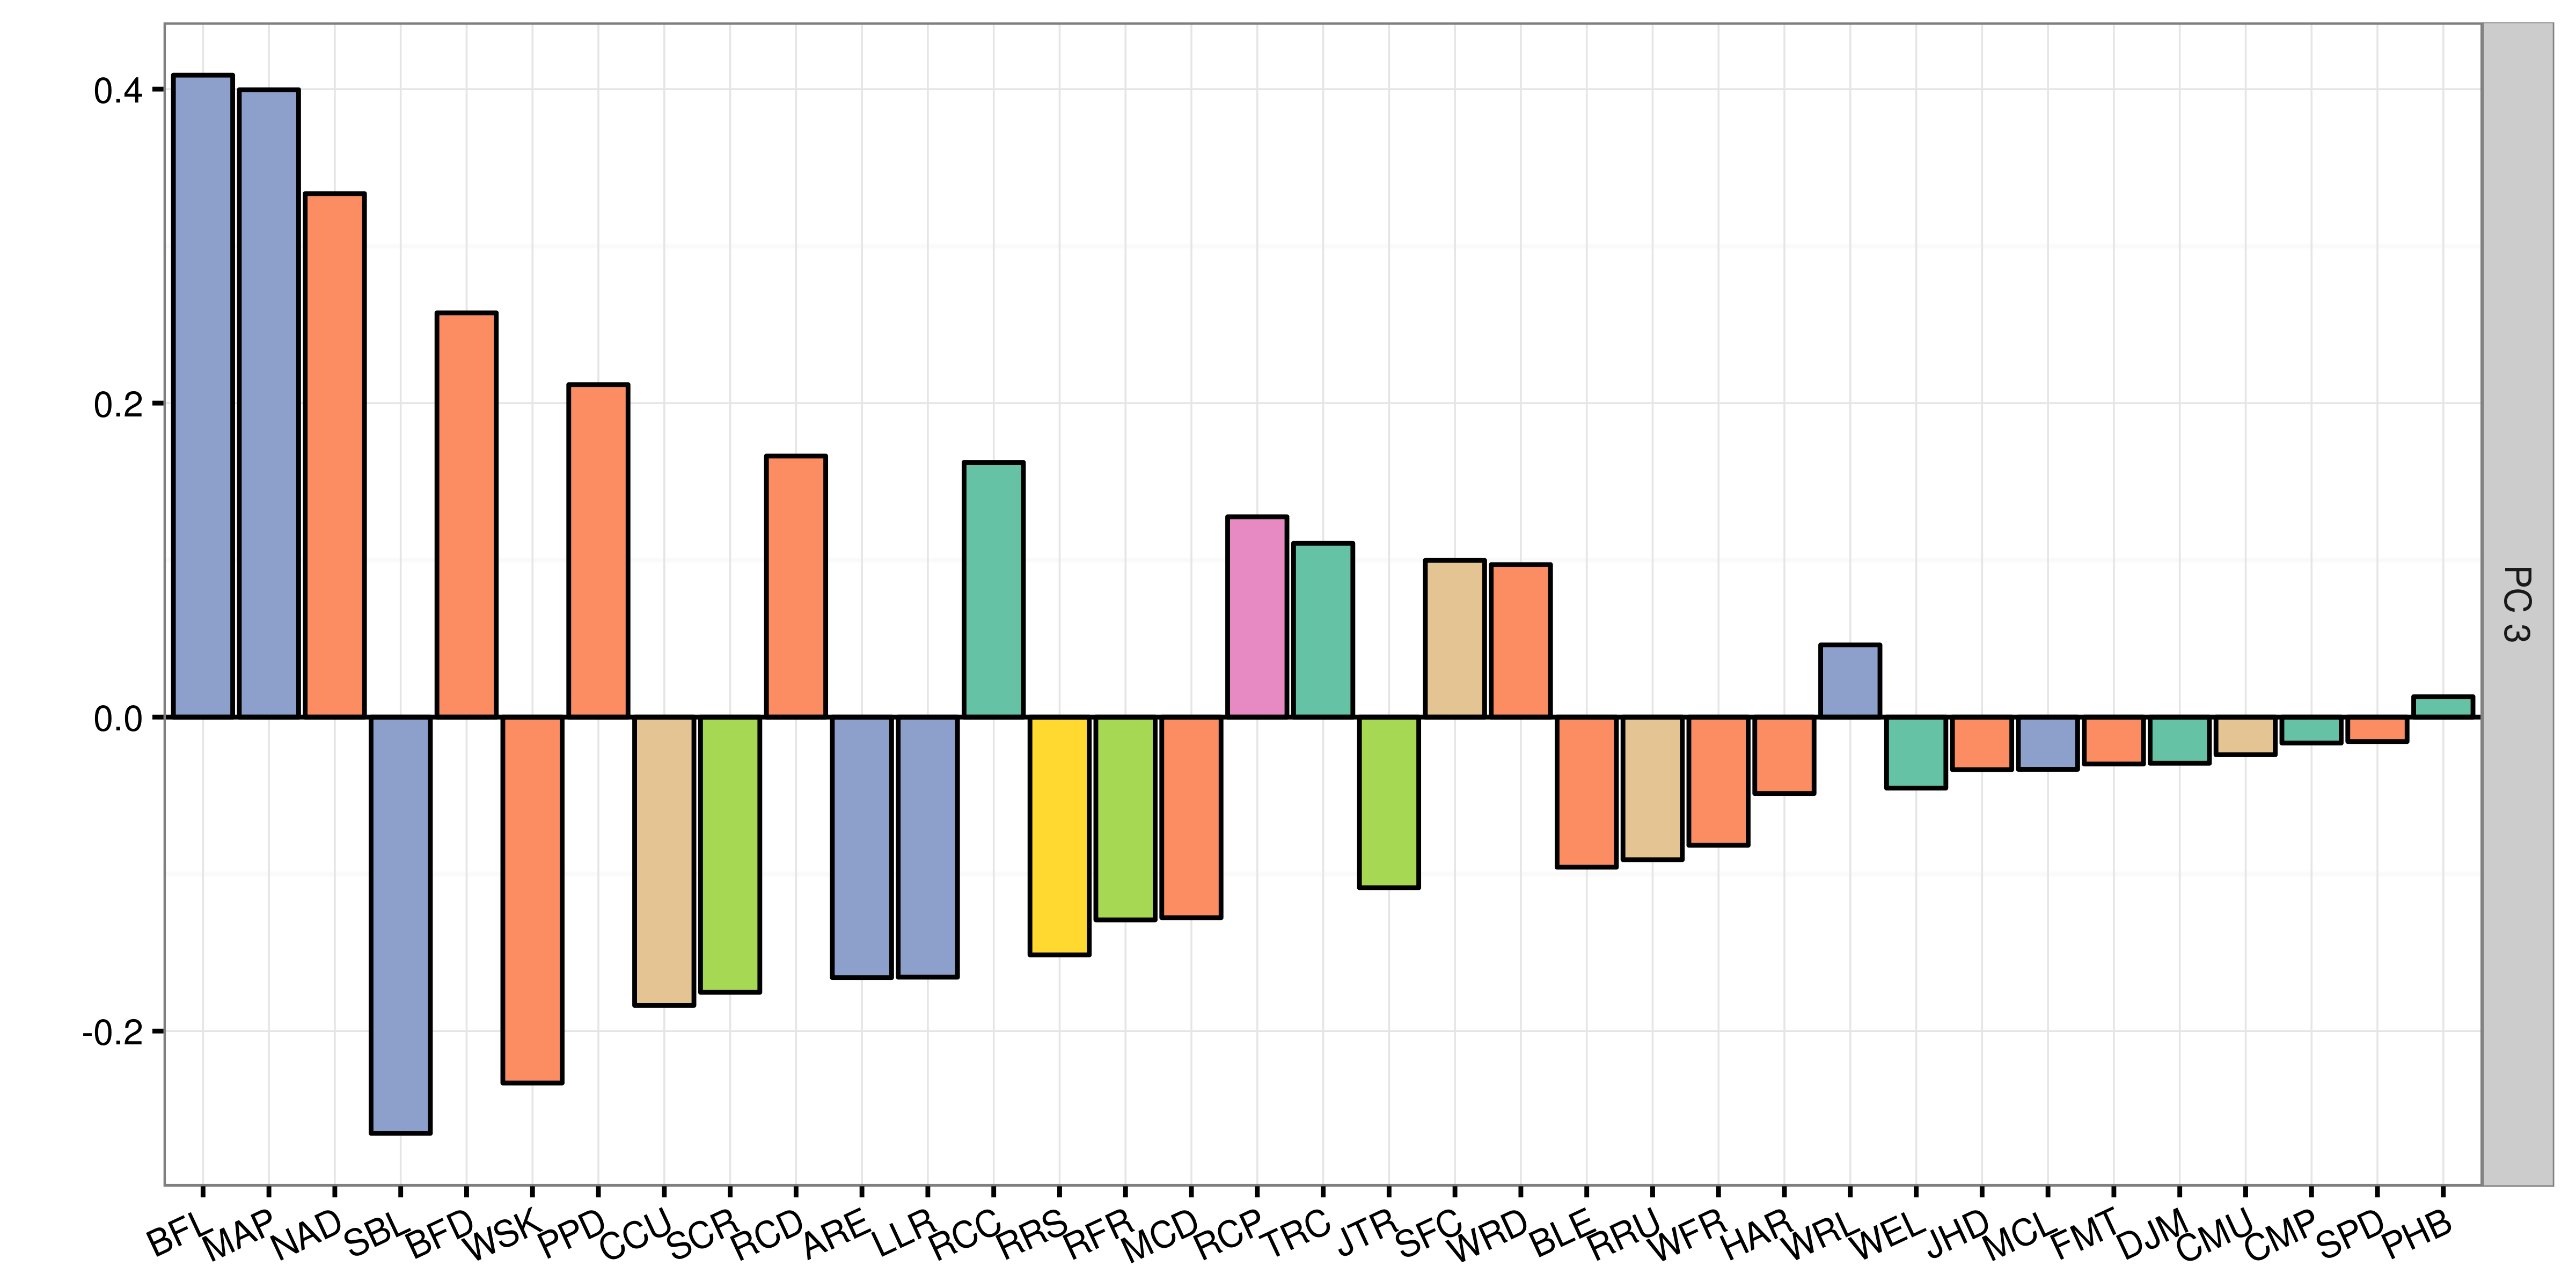 0.4
0.2
0.0
-0.2
PC 3
BFL MAP NAD SBL BFD WSK PPD CCU SCR RCD ARE LLR RCC RRS RFR MCD RCP TRC JTR SFC WRD BLE RRU WFR HAR WRL WEL JHD MCL FMT DJM CMU CMP SPD PHB